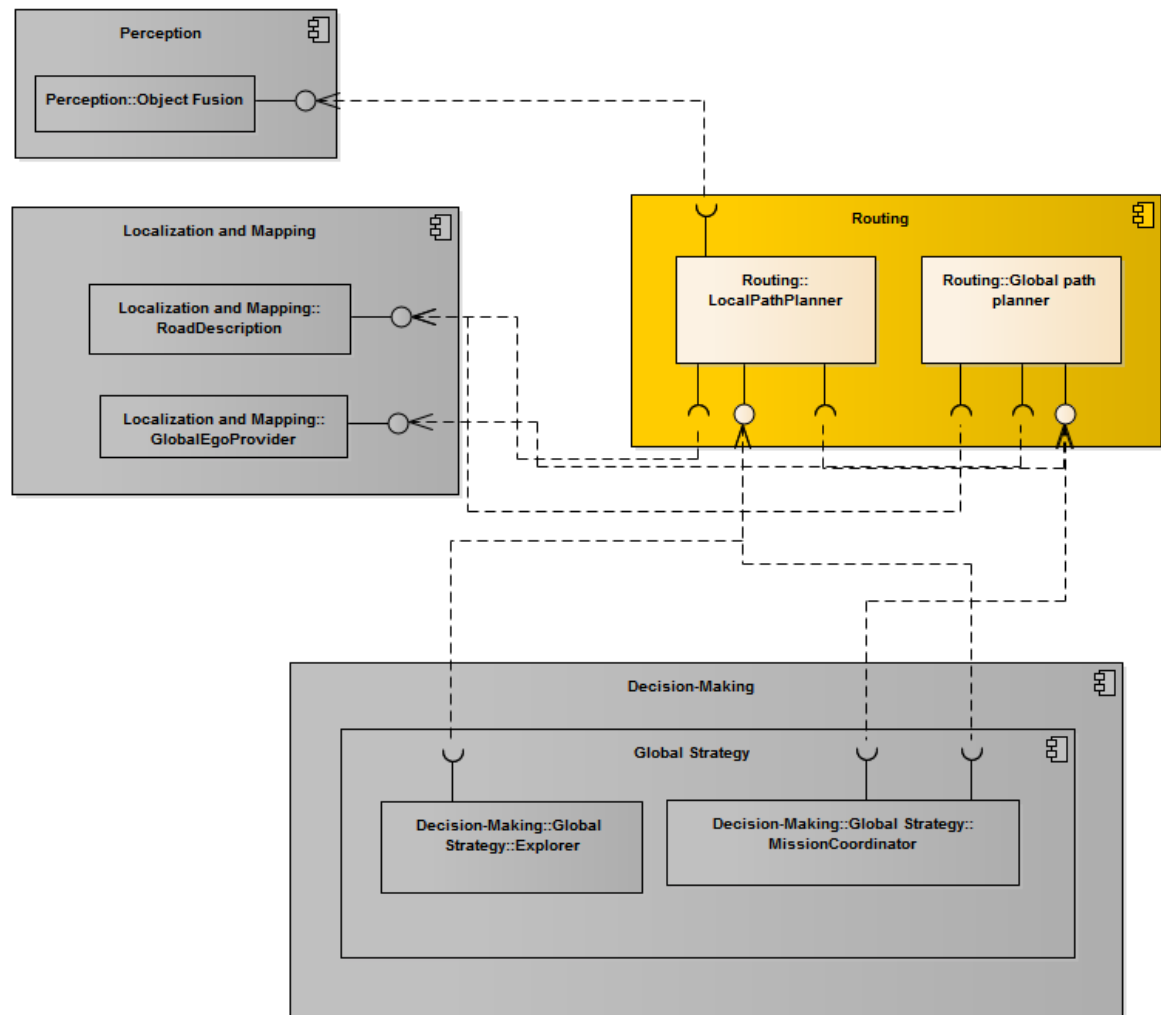 Perception
Perception::Object Fusion
Localization and Mapping
Localization and Mapping::
RoadDescription
Localization and Mapping::
GlobalEgoProvider
Routing
Routing::
LocalPathPlanner
Routing::Global path
planner
Decision-Making
Global Strategy
Decision-Making::Global
Strategy::Explorer
Decision-Making::Global Strategy::
MissionCoordinator